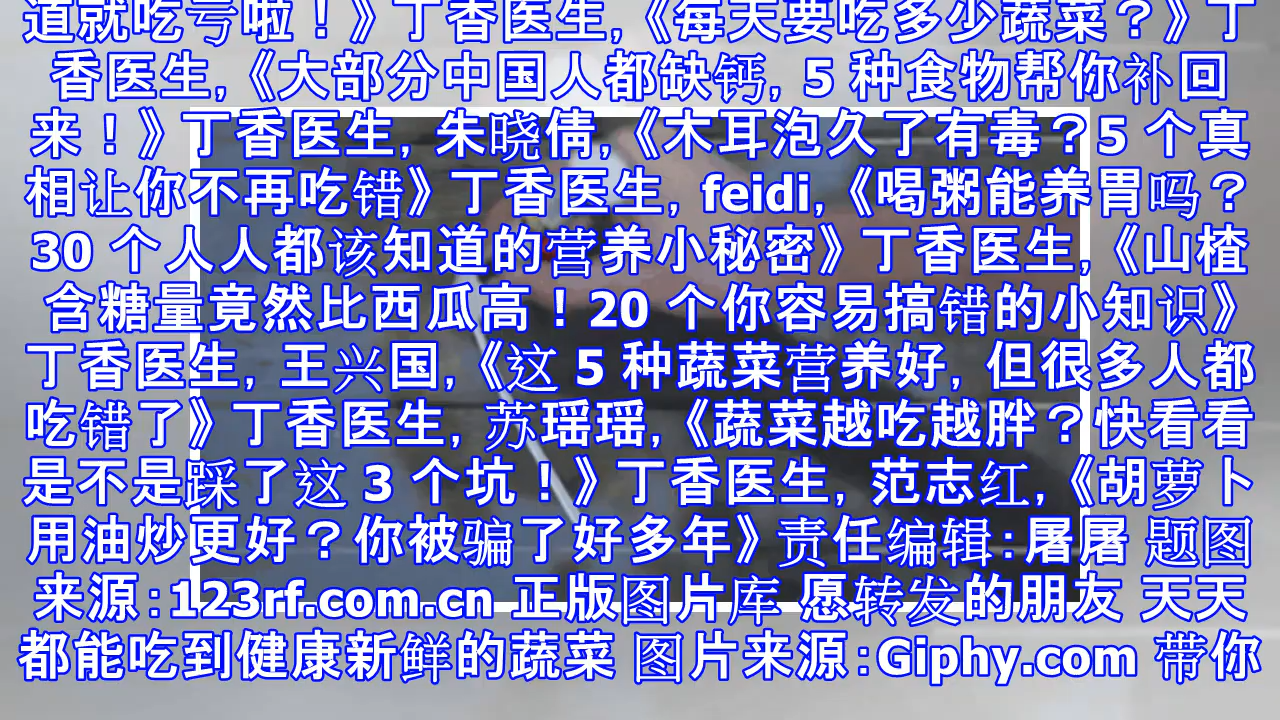 道就吃亏啦！》丁香医生,《每天要吃多少蔬菜？》丁
香医生,《大部分中国人都缺钙, 5 种食物帮你补回
来！》丁香医生, 朱晓倩,《木耳泡久了有毒？5 个真
相让你不再吃错》丁香医生, feidi,《喝粥能养胃吗？
30 个人人都该知道的营养小秘密》丁香医生,《山楂
含糖量竟然比西瓜高！20 个你容易搞错的小知识》
丁香医生, 王兴国,《这 5 种蔬菜营养好, 但很多人都
吃错了》丁香医生, 苏瑶瑶,《蔬菜越吃越胖？快看看
是不是踩了这 3 个坑！》丁香医生, 范志红,《胡萝卜
用油炒更好？你被骗了好多年》责任编辑:屠屠 题图
来源:123rf.com.cn 正版图片库 愿转发的朋友 天天
都能吃到健康新鲜的蔬菜 图片来源:Giphy.com 带你